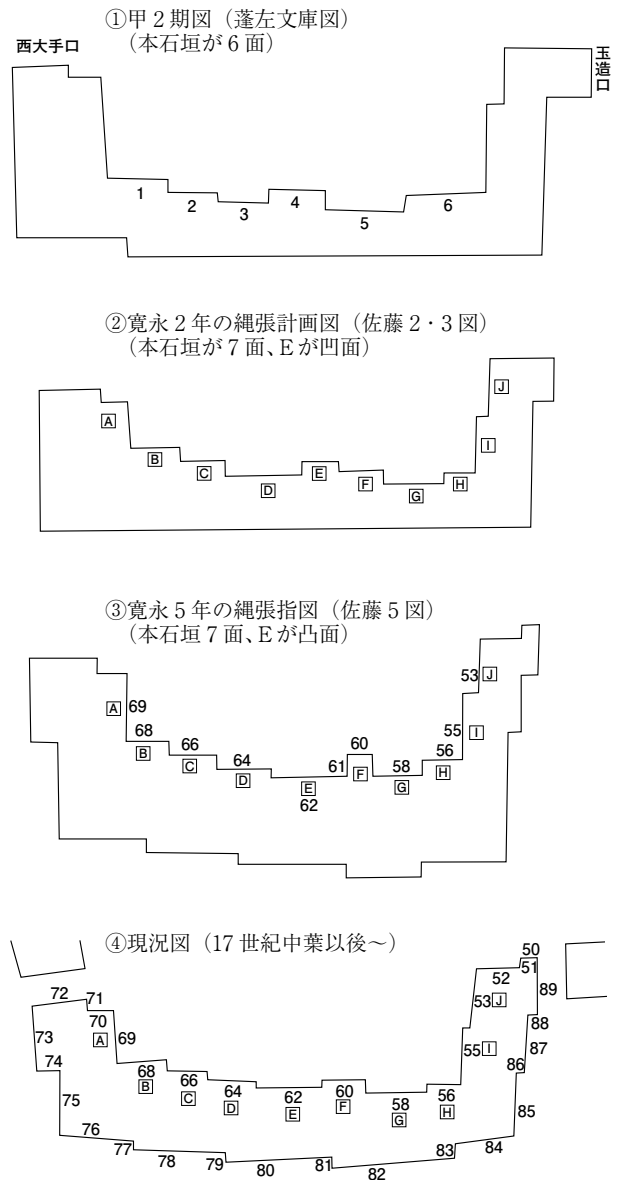 ①甲2期図（蓬左文庫図）
（本石垣が6面）
西大手口
玉造口
1 2 3 4 5 6
②寛永2年の縄張計画図（佐藤2・3図）
（本石垣が7面、Eが凹面）
A B C D E F G H I J
③寛永5年の縄張指図（佐藤5図）
（本石垣7面、Eが凸面）
53 J
A 69
68 66 64 61 60 58 56 55 I
B C D E F G H
62
④現況図（17世紀中葉以後～）
50
72 71 52 51
53 J 89
73 70 69 88
A 55 I 87
74 68 66 64 62 60 58 56 86
B C D E F G H
75 85
76 77 78 79 80 81 82 83 84